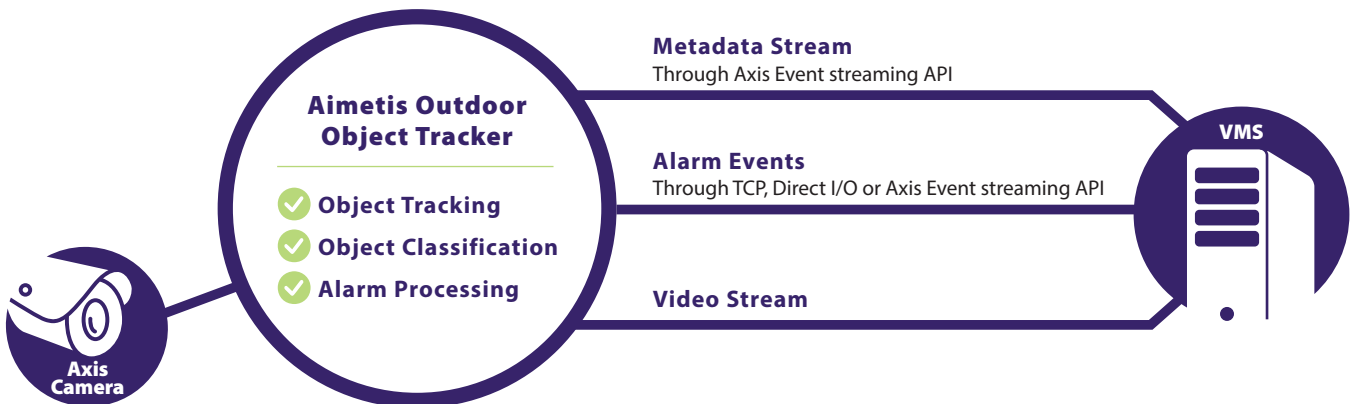 Metadata Stream
Through Axis Event streaming API
Aimetis Outdoor
Object Tracker
VMS
Alarm Events
Through TCP, Direct I/O or Axis Event streaming API
Object Tracking
Object Classification
Alarm Processing
Video Stream
Axis
Camera